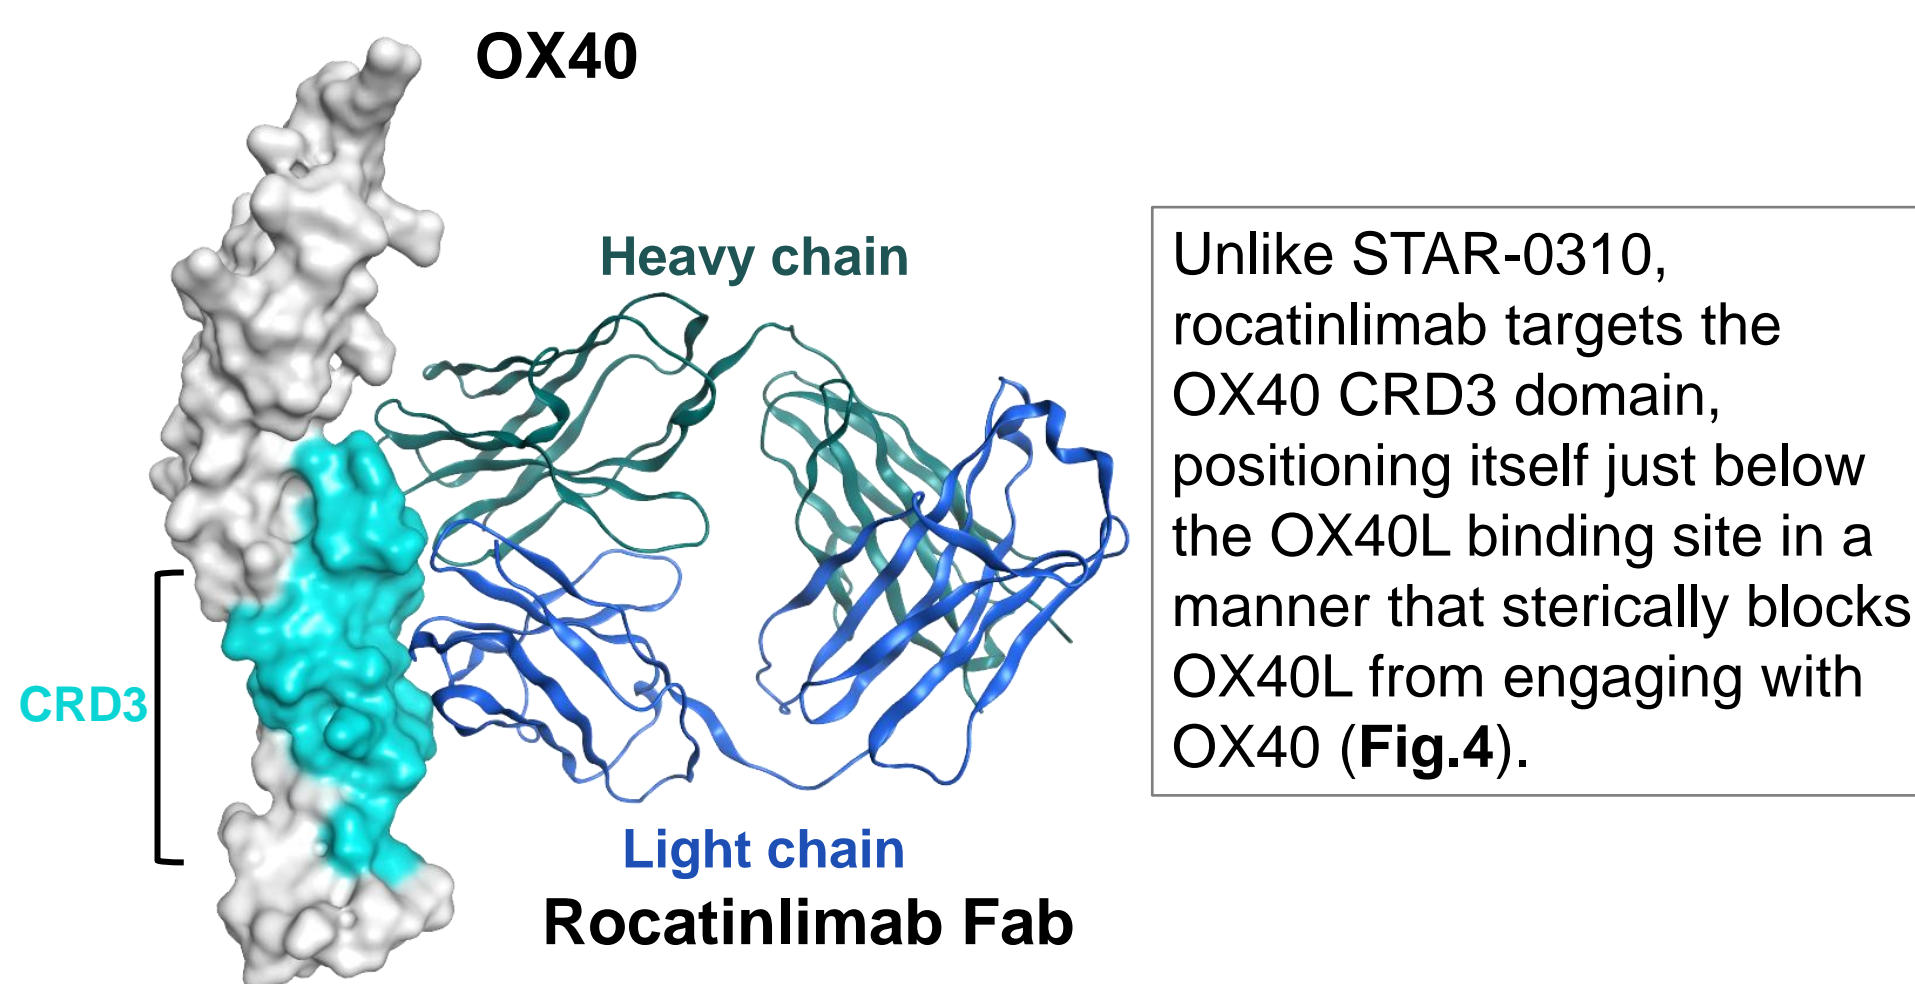 OX40
Heavy chain
CRD3
Light chain
Rocatinlimab Fab
Unlike STAR-0310,
rocatinlimab targets the
OX40 CRD3 domain,
positioning itself just below
the OX40L binding site in a
manner that sterically blocks
OX40L from engaging with
OX40 (Fig.4).